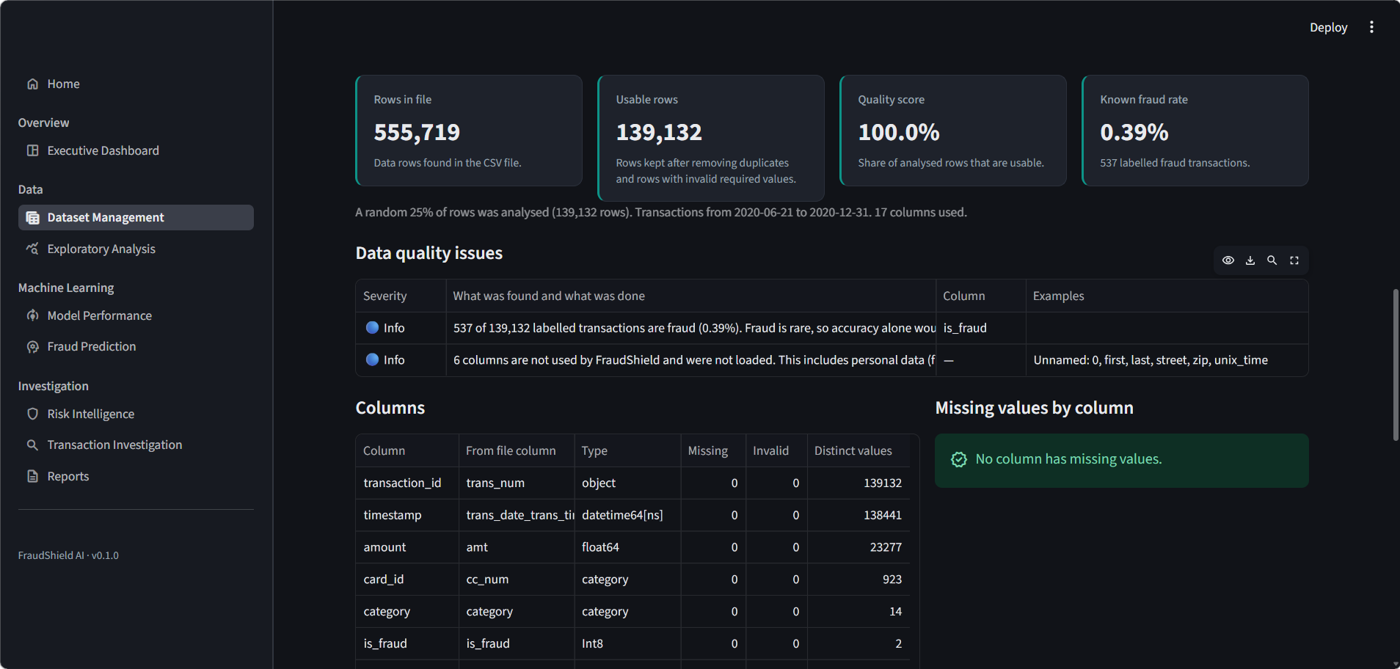 Deploy
Home
Overview
Executive Dashboard
Data
Dataset Management
Exploratory Analysis
Machine Learning
Model Performance
Fraud Prediction
Investigation
Risk Intelligence
Transaction Investigation
Reports
FraudShield AI · v0.1.0
Rows in file
555,719
Data rows found in the CSV file.
Usable rows
139,132
Rows kept after removing duplicates
and rows with invalid required values.
Quality score
100.0%
Share of analysed rows that are usable.
Known fraud rate
0.39%
537 labelled fraud transactions.
A random 25% of rows was analysed (139,132 rows). Transactions from 2020-06-21 to 2020-12-31. 17 columns used.
Data quality issues
Severity What was found and what was done Column Examples
Info 537 of 139,132 labelled transactions are fraud (0.39%). Fraud is rare, so accuracy alone wou is_fraud
Info 6 columns are not used by FraudShield and were not loaded. This includes personal data (f — Unnamed: 0, first, last, street, zip, unix_time
Columns
Column From file column Type Missing Invalid Distinct values
transaction_id trans_num object 0 0 139132
timestamp trans_date_trans_ti datetime64[ns] 0 0 138441
amount amt float64 0 0 23277
card_id cc_num category 0 0 923
category category category 0 0 14
is_fraud is_fraud Int8 0 0 2
Missing values by column
No column has missing values.